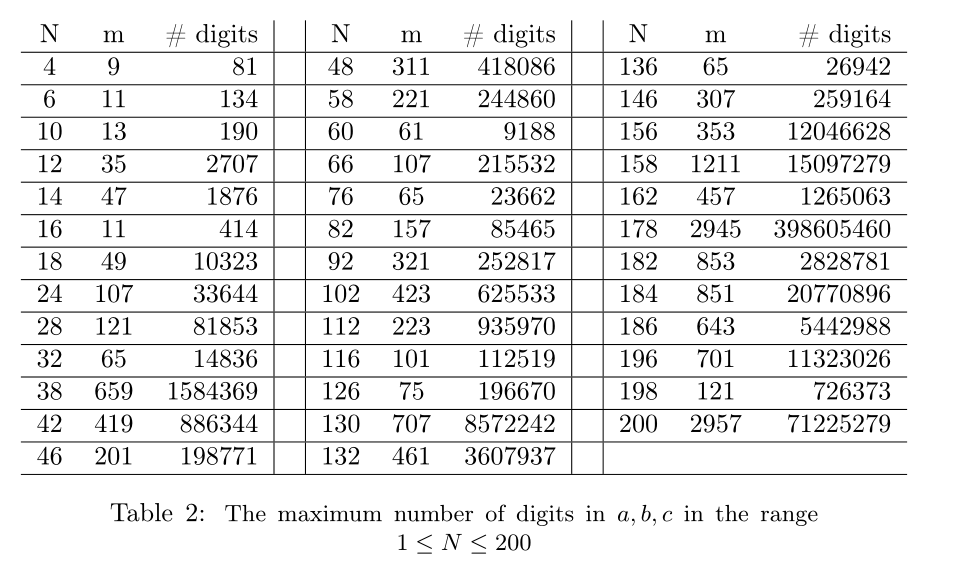 N m # digits N m # digits N m # digits
4 9 81 48 311 418086 136 65 26942
6 11 134 58 221 244860 146 307 259164
10 13 190 60 61 9188 156 353 12046628
12 35 2707 66 107 215532 158 1211 15097279
14 47 1876 76 65 23662 162 457 1265063
16 11 414 82 157 85465 178 2945 398605460
18 49 10323 92 321 252817 182 853 2828781
24 107 33644 102 423 625533 184 851 20770896
28 121 81853 112 223 935970 186 643 5442988
32 65 14836 116 101 112519 196 701 11323026
38 659 1584369 126 75 196670 198 121 726373
42 419 886344 130 707 8572242 200 2957 71225279
46 201 198771 132 461 3607937
Table 2: The maximum number of digits in a, b, c in the range
1 ≤ N ≤ 200